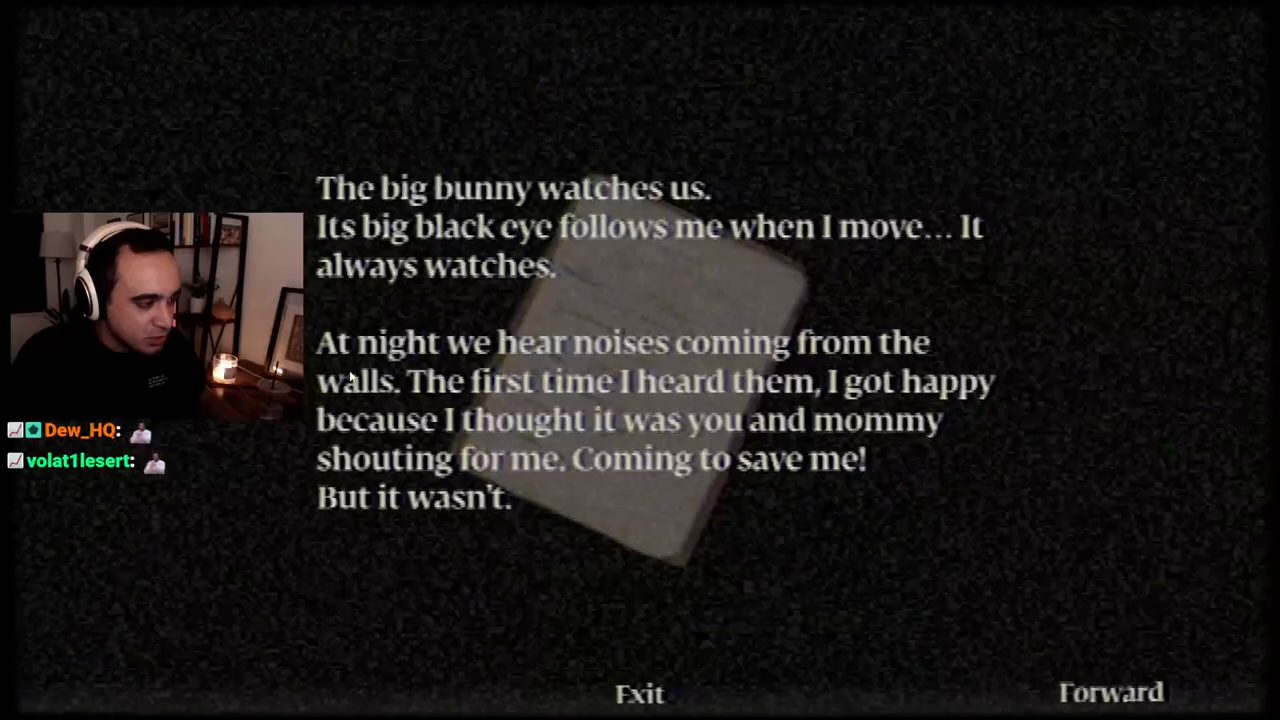 The big bunny watches us.
Its big black eye follows me when I move... It
always watches.
At night we hear noises coming from the
walls. The first time I heard them, I got happy
because I thought it was you and mommy
shouting for me. Coming to save me!
But it wasn't.
Dew_HQ:
volat1lesert:
Exit
Forward